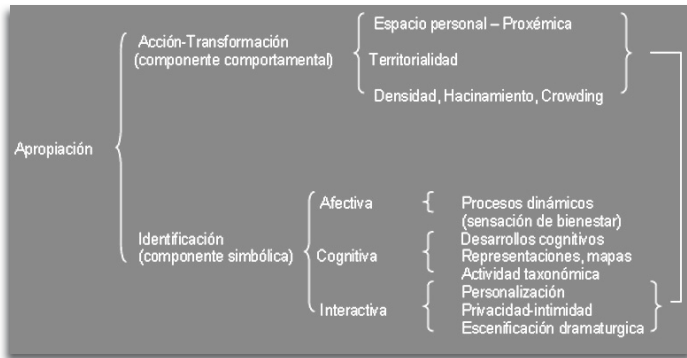 Espacio personal – Proxémica
Acción-Transformación
(componente comportamental)
Territorialidad
Densidad, Hacinamiento, Crowding
Apropiación
Afectiva
Procesos dinámicos
(sensación de bienestar)
Identificación
(componente simbólica)
Cognitiva
Desarrollos cognitivos
Representaciones, mapas
Actividad taxonómica
Interactiva
Personalización
Privacidad-intimidad
Escenificación dramaturgica